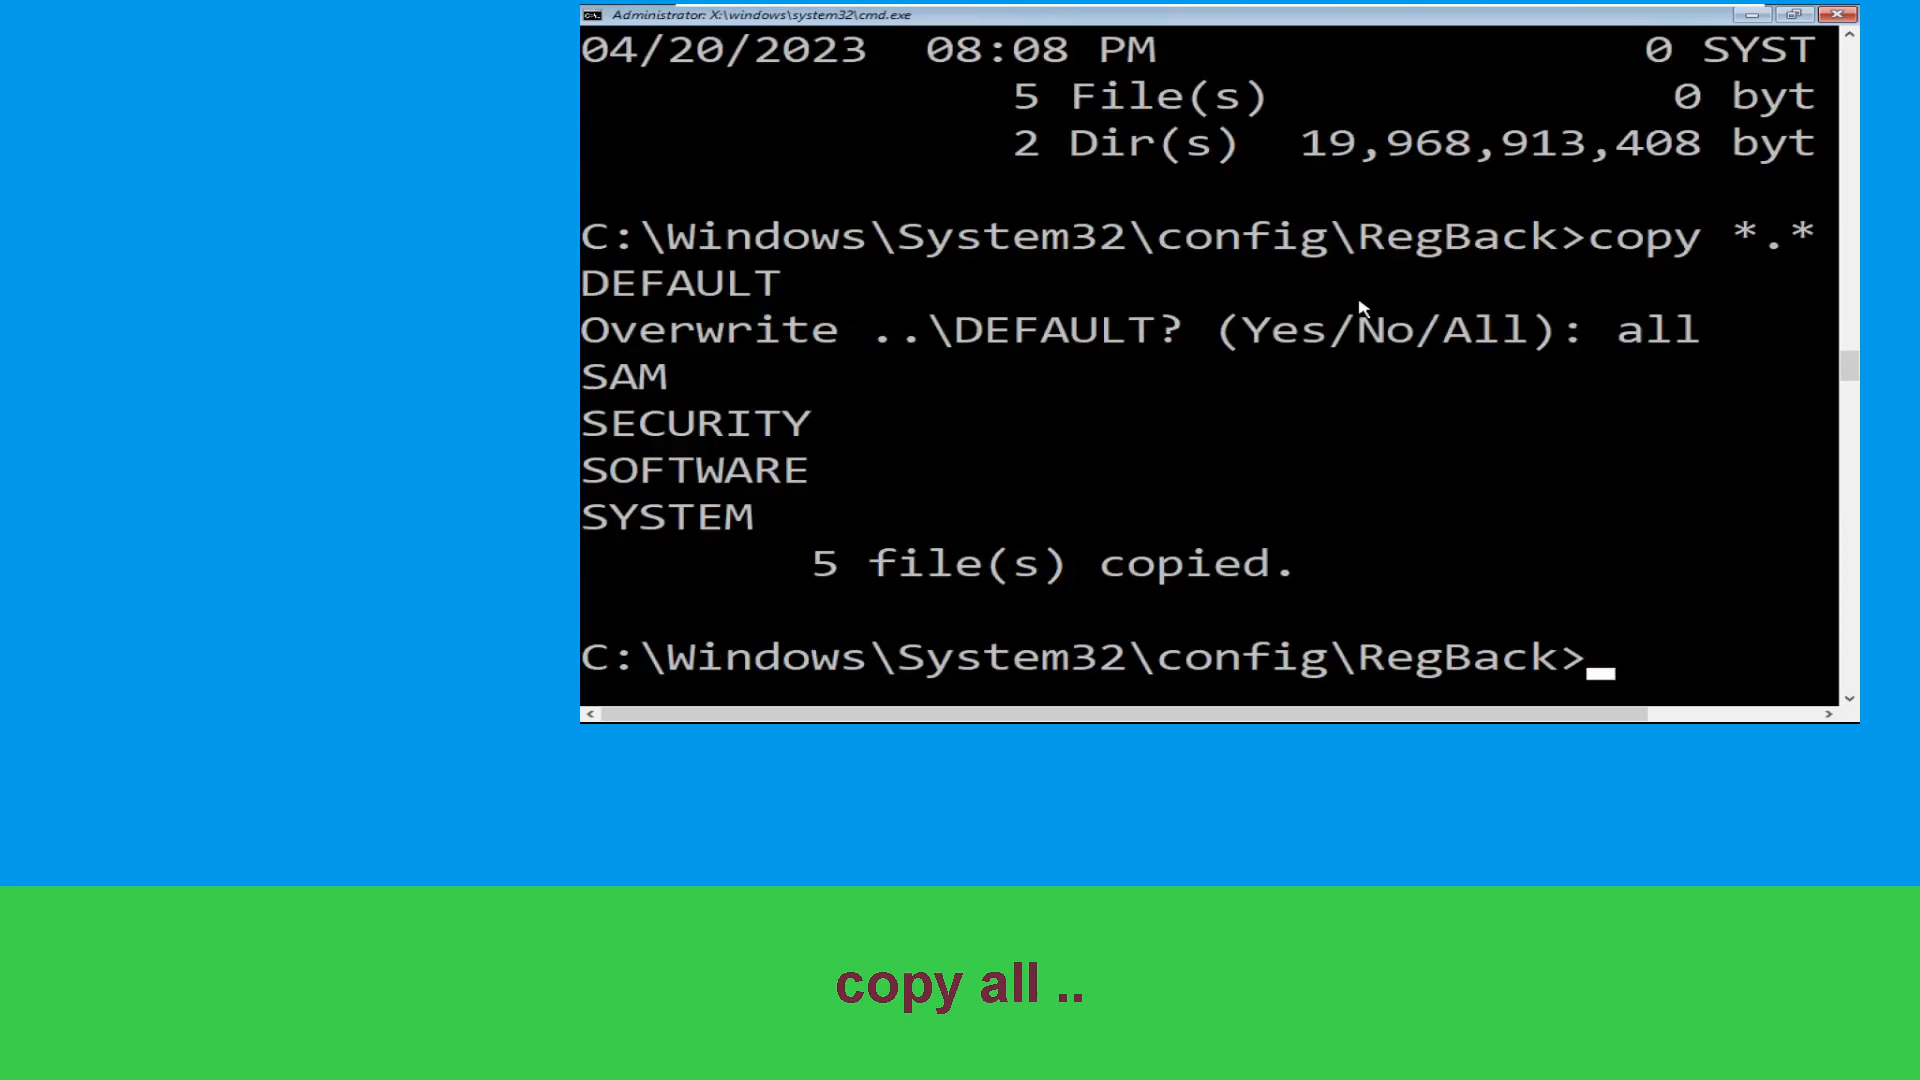 Administrator: X:\windows\system32\cmd.exe
04/20/2023  08:08 PM                    0 SYST
               5 File(s)              0 byt
               2 Dir(s)  19,968,913,408 byt
C:\Windows\System32\config\RegBack>copy *.*
DEFAULT
Overwrite ..\DEFAULT? (Yes/No/All): all
SAM
SECURITY
SOFTWARE
SYSTEM
        5 file(s) copied.
C:\Windows\System32\config\RegBack>
copy all ..